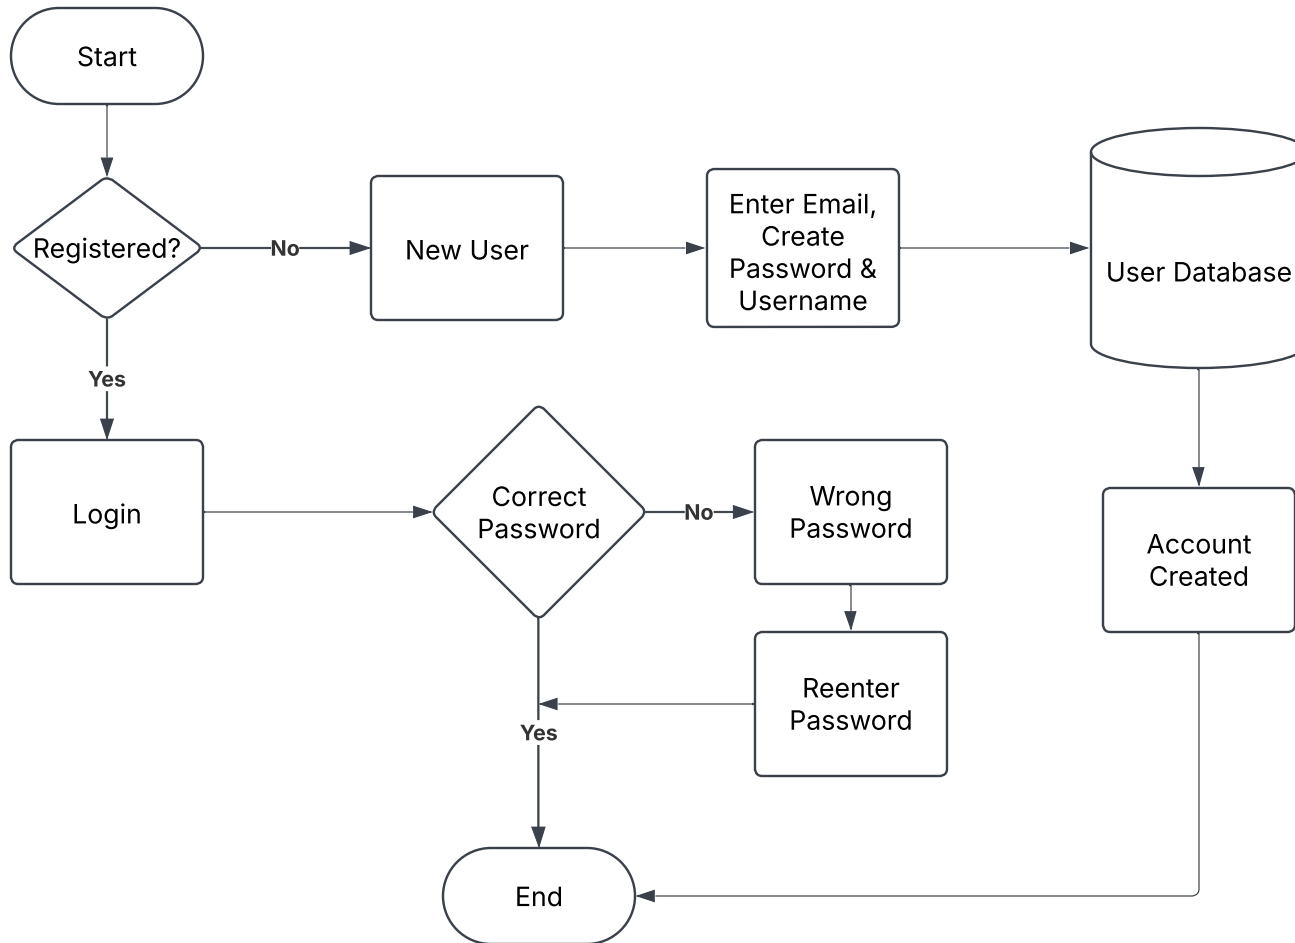 Start
Registered?
No
New User
Enter Email,
Create
Password &
Username
User Database
Yes
Login
Correct
Password
No
Wrong
Password
Account
Created
Reenter
Password
Yes
End